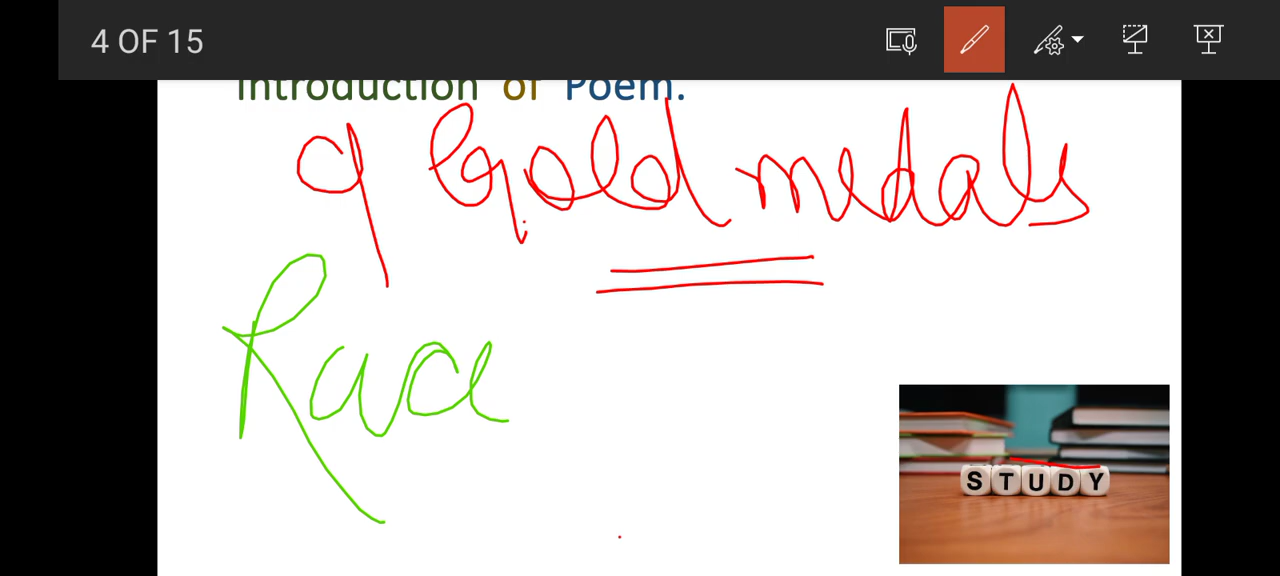 4 OF 15
Introduction of Poem.
9 Gold medals
Race
STUDY